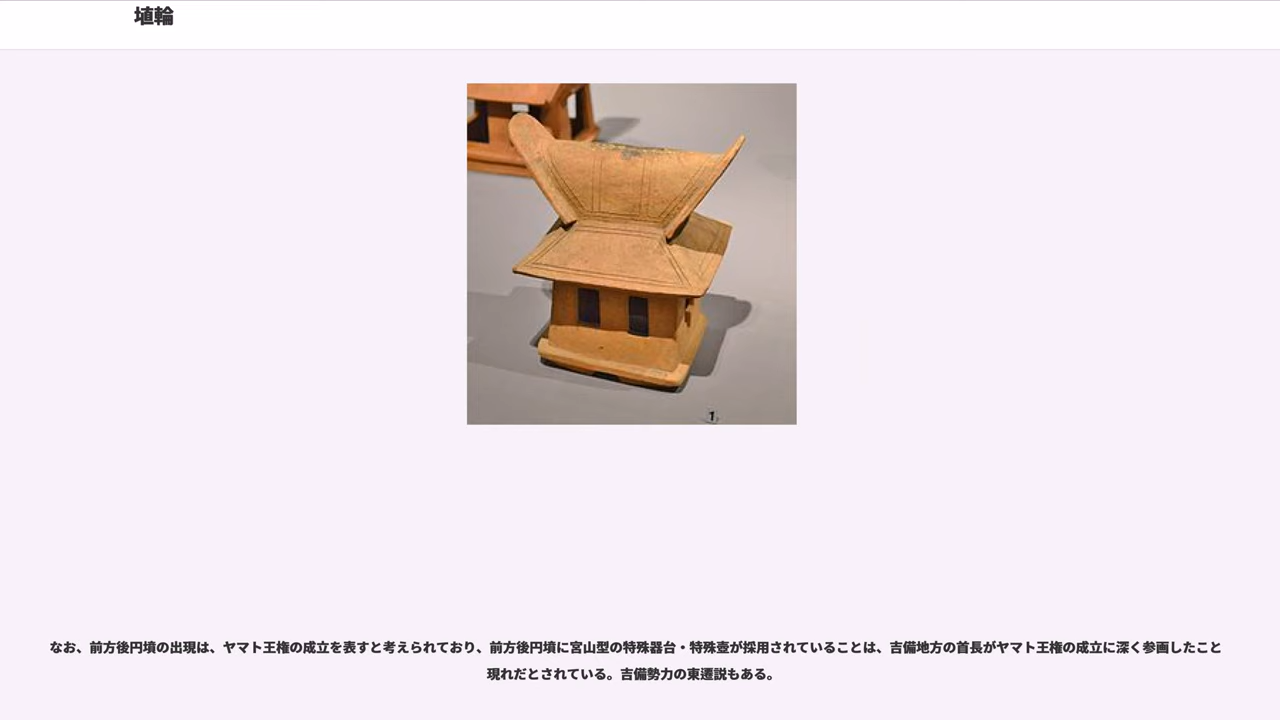 埴輪
1
なお、前方後円墳の出現は、ヤマト王権の成立を表すと考えられており、前方後円墳に宮山型の特殊器台・特殊壺が採用されていることは、吉備地方の首長がヤマト王権の成立に深く参画したこと
現れだとされている。吉備勢力の東遷説もある。